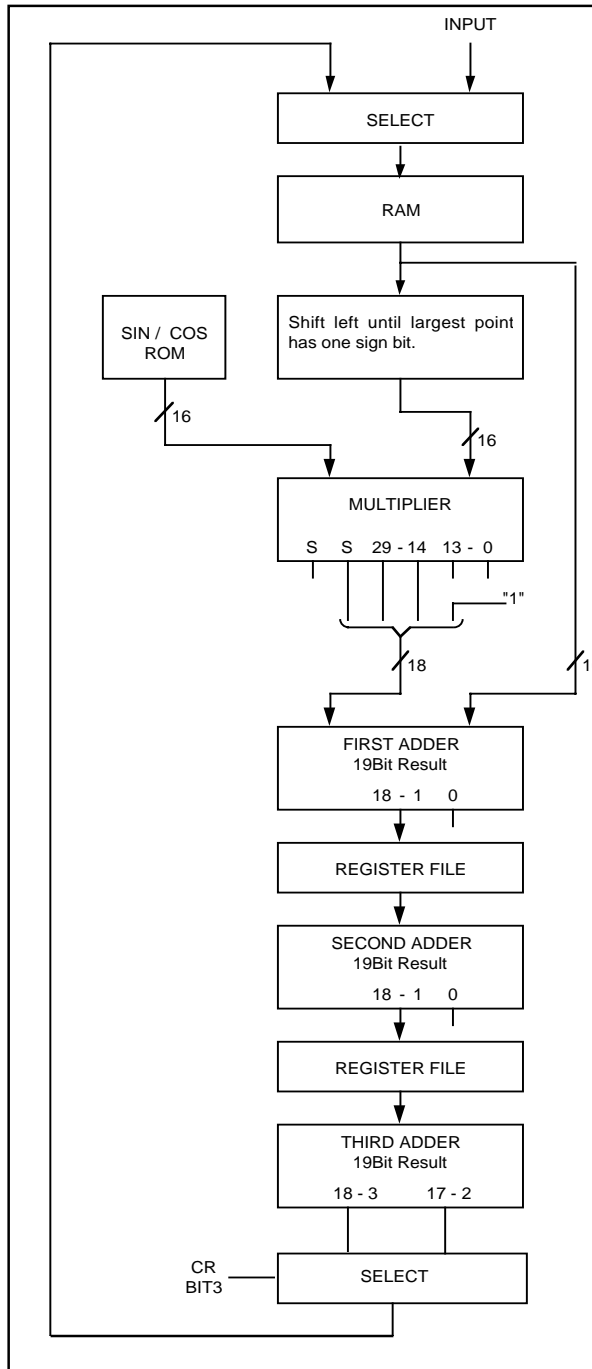 INPUT
SELECT
RAM
Shift left until largest point
has one sign bit.
SIN / COS
ROM
16
16
MULTIPLIER
S S 29 - 14 13 - 0
"1"
18
1
FIRST ADDER
19Bit Result
18 - 1 0
REGISTER FILE
SECOND ADDER
19Bit Result
18 - 1 0
REGISTER FILE
THIRD ADDER
19Bit Result
18 - 3 17 - 2
CR
BIT3
SELECT